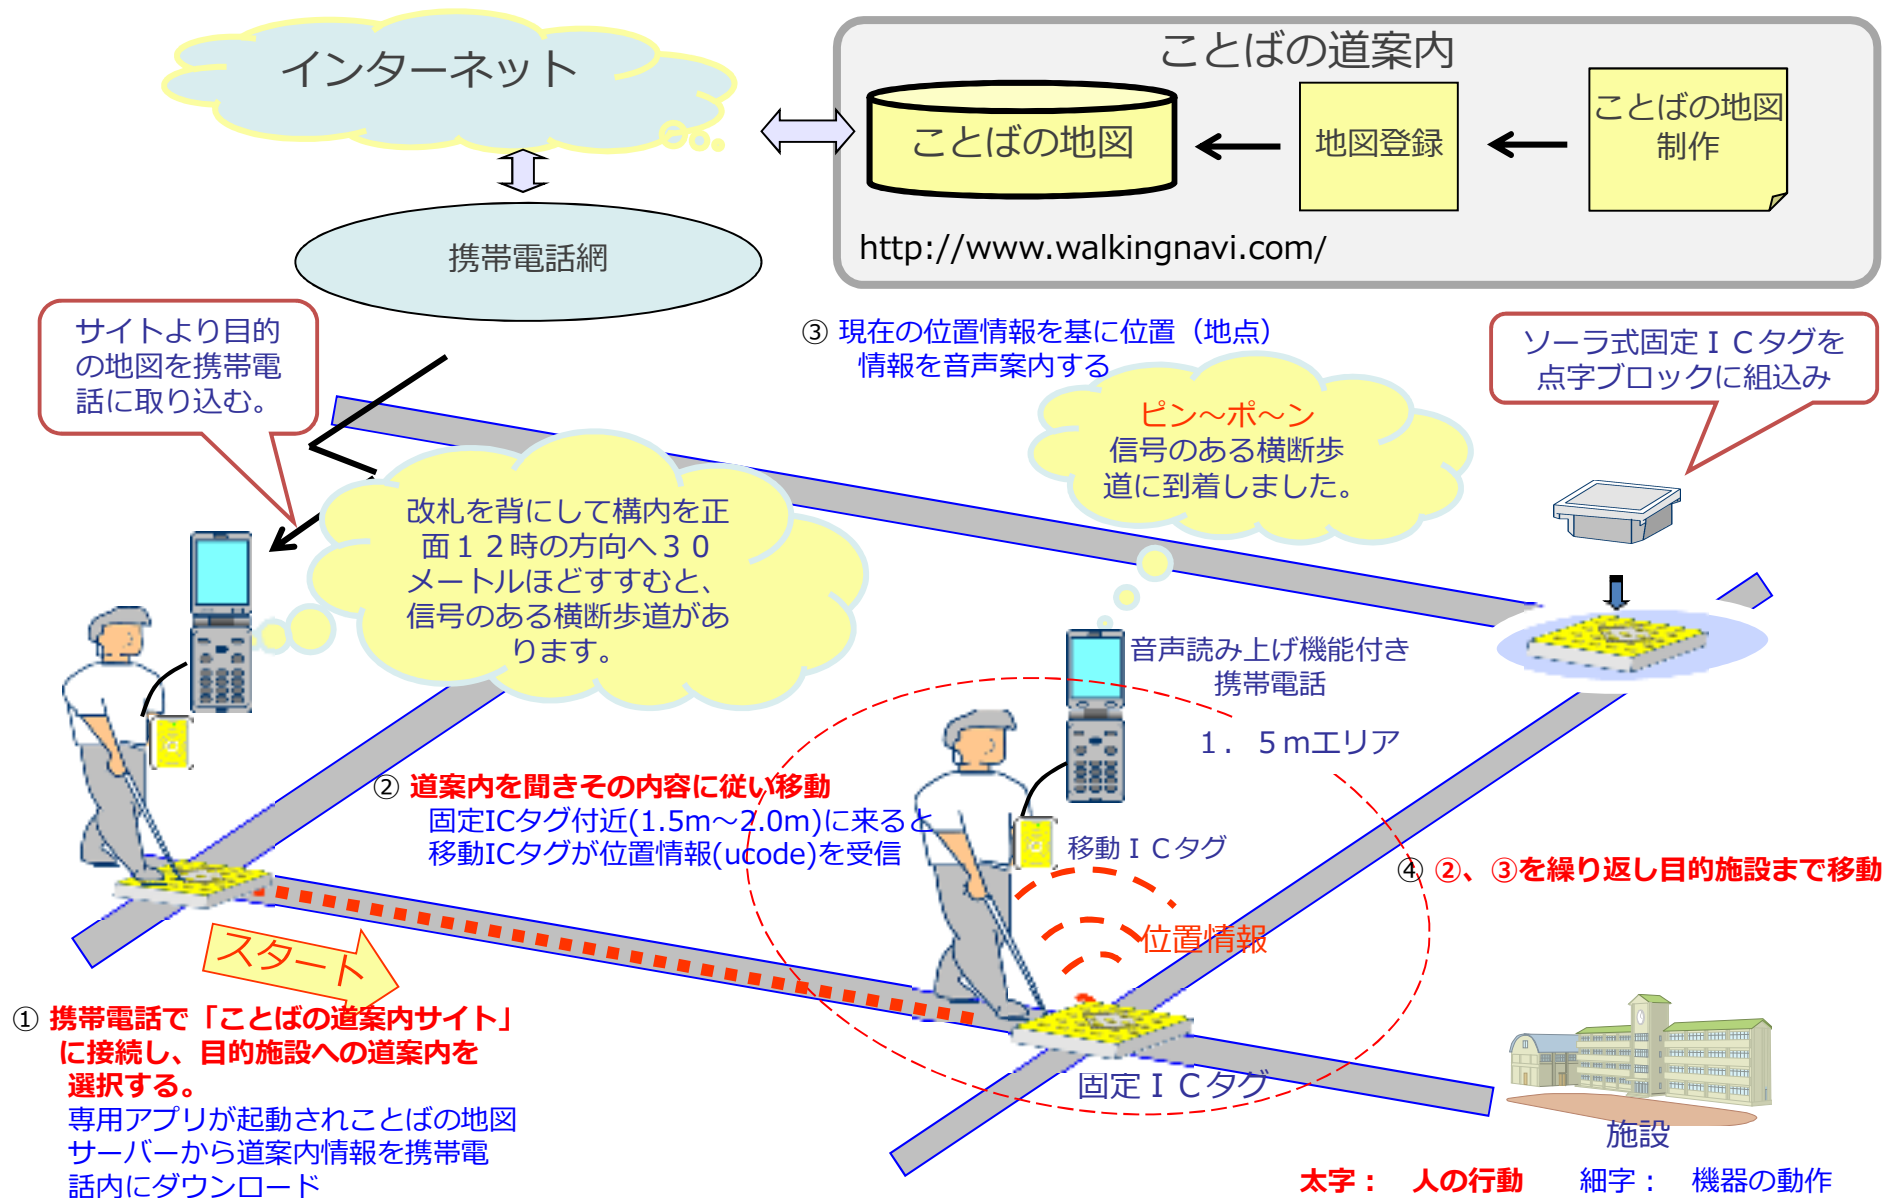 インターネット
ことばの道案内
ことばの地図
地図登録
ことばの地図
制作
http://www.walkingnavi.com/
携帯電話網
サイトより目的
の地図を携帯電
話に取り込む。
③ 現在の位置情報を基に位置（地点）
情報を音声案内する
ソーラ式固定ＩＣタグを
点字ブロックに組込み
ピン～ポ～ン
信号のある横断歩
道に到着しました。
改札を背にして構内を正
面１２時の方向へ３０
メートルほどすすむと、
信号のある横断歩道があ
ります。
音声読み上げ機能付き
携帯電話
１．５mエリア
② 道案内を聞きその内容に従い移動
固定ICタグ付近(1.5m～2.0m)に来ると
移動ICタグが位置情報(ucode)を受信
移動ＩＣタグ
④ ②、③を繰り返し目的施設まで移動
位置情報
スタート
① 携帯電話で「ことばの道案内サイト」
に接続し、目的施設への道案内を
選択する。
専用アプリが起動されことばの地図
サーバーから道案内情報を携帯電
話内にダウンロード
固定ＩＣタグ
施設
太字：　人の行動　　細字：　機器の動作